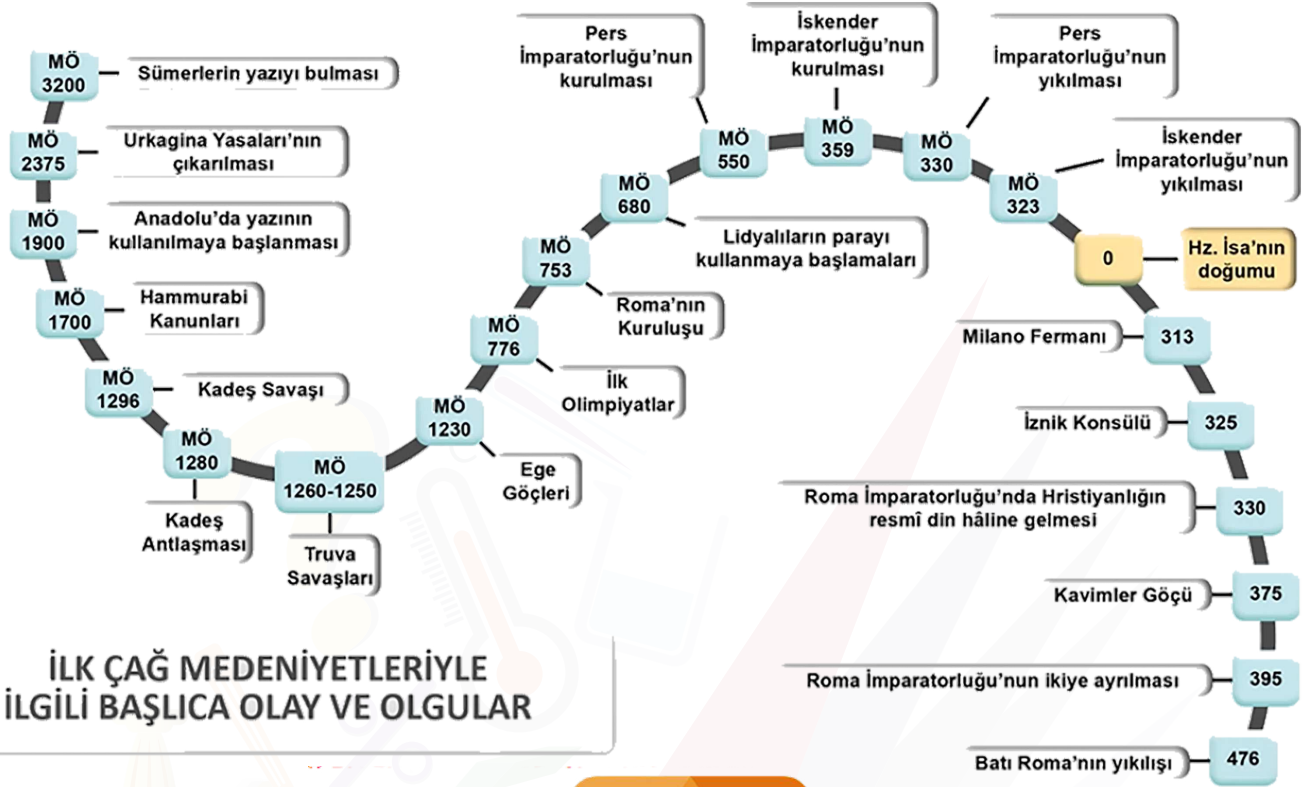 MÖ
3200
Sümerlerin yazıyı bulması
MÖ
2375
Urkagina Yasaları'nın
çıkarılması
MÖ
1900
Anadolu'da yazının
kullanılmaya başlanması
MÖ
1700
Hammurabi
Kanunları
MÖ
1296
Kadeş Savaşı
MÖ
1280
Kadeş
Antlaşması
MÖ
1260-1250
Truva
Savaşları
MÖ
1230
Ege
Göçleri
MÖ
776
İlk
Olimpiyatlar
MÖ
753
Roma'nın
Kuruluşu
MÖ
680
Lidyalıların parayı
kullanmaya başlamaları
MÖ
550
Pers
İmparatorluğu'nun
kurulması
MÖ
359
İskender
İmparatorluğu'nun
kurulması
MÖ
330
Pers
İmparatorluğu'nun
yıkılması
MÖ
323
İskender
İmparatorluğu'nun
yıkılması
0
Hz. İsa'nın
doğumu
313
Milano Fermanı
325
İznik Konsülü
330
Roma İmparatorluğu'nda Hristiyanlığın
resmî din hâline gelmesi
375
Kavimler Göçü
395
Roma İmparatorluğu'nun ikiye ayrılması
476
Batı Roma'nın yıkılışı
İLK ÇAĞ MEDENİYETLERİYLE
İLGİLİ BAŞLICA OLAY VE OLGULAR